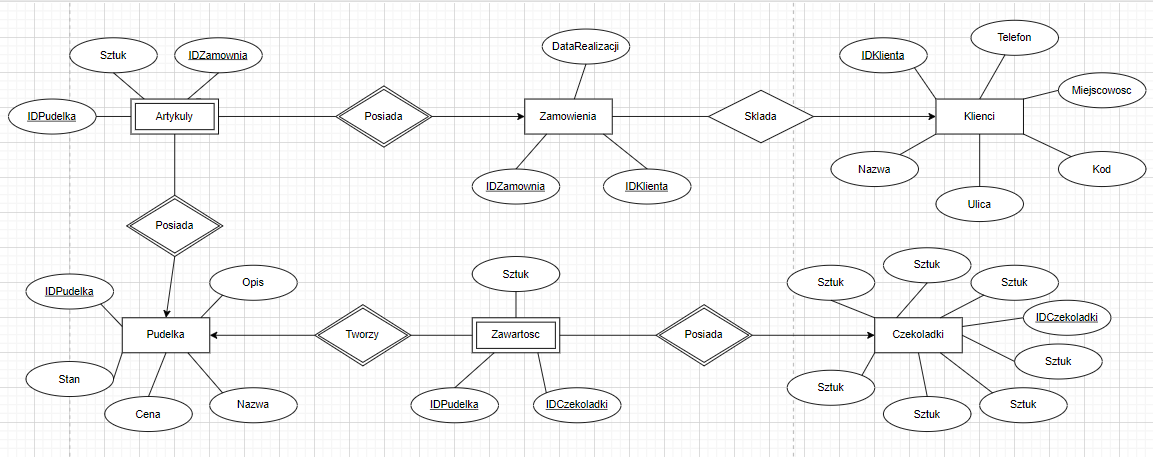 DataRealizacji
Telefon
Sztuk
IDZamownia
IDKlienta
Miejscowosc
IDPudelka
Artykuly
Posiada
Zamowienia
Sklada
Klienci
Nazwa
Kod
IDZamownia
IDKlienta
Ulica
Posiada
Sztuk
Sztuk
Opis
Sztuk
Sztuk
IDPudelka
IDCzekoladki
Pudelka
Tworzy
Zawartosc
Posiada
Czekoladki
Sztuk
Stan
Sztuk
Cena
Nazwa
IDPudelka
IDCzekoladki
Sztuk
Sztuk